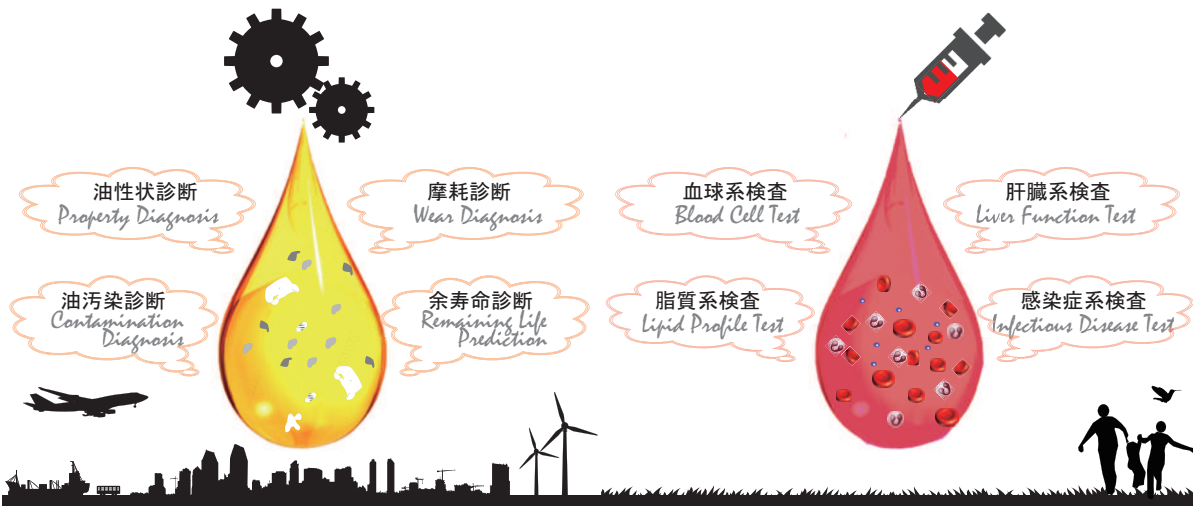 油性状診断
Property Diagnosis
摩耗診断
Wear Diagnosis
油汚染診断
Contamination
Diagnosis
余寿命診断
Remaining Life
Prediction
血球系検査
Blood Cell Test
肝臓系検査
Liver Function Test
脂質系検査
Lipid Profile Test
感染症系検査
Infectious Disease Test